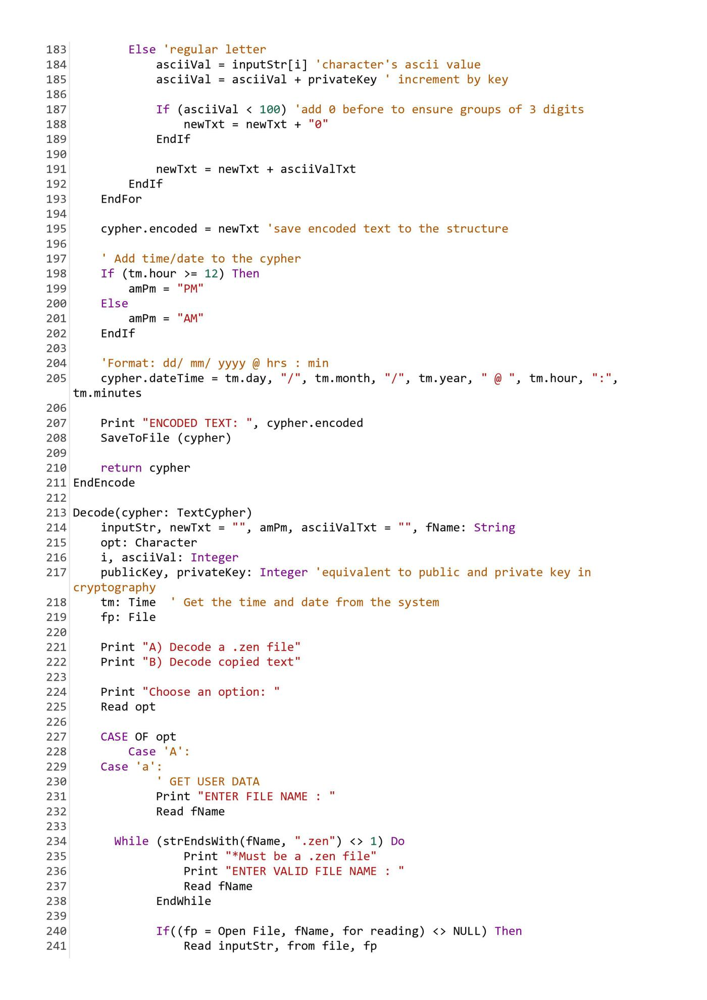 183 Else 'regular letter
184 asciiVal = inputStr[i] 'character's ascii value
185 asciiVal = asciiVal + privateKey ' increment by key
186
187 If (asciiVal < 100) 'add 0 before to ensure groups of 3 digits
188 newTxt = newTxt + "0"
189 EndIf
190
191 newTxt = newTxt + asciiValTxt
192 EndIf
193 EndFor
194
195 cypher.encoded = newTxt 'save encoded text to the structure
196
197 ' Add time/date to the cypher
198 If (tm.hour >= 12) Then
199 amPm = "PM"
200 Else
201 amPm = "AM"
202 EndIf
203
204 'Format: dd/ mm/ yyyy @ hrs : min
205 cypher.dateTime = tm.day, "/", tm.month, "/", tm.year, " @ ", tm.hour, ":",
tm.minutes
206
207 Print "ENCODED TEXT: ", cypher.encoded
208 SaveToFile (cypher)
209
210 return cypher
211 EndEncode
212
213 Decode(cypher: TextCypher)
214 inputStr, newTxt = "", amPm, asciiValTxt = "", fName: String
215 opt: Character
216 i, asciiVal: Integer
217 publicKey, privateKey: Integer 'equivalent to public and private key in
cryptography
218 tm: Time ' Get the time and date from the system
219 fp: File
220
221 Print "A) Decode a .zen file"
222 Print "B) Decode copied text"
223
224 Print "Choose an option: "
225 Read opt
226
227 CASE OF opt
228 Case 'A':
229 Case 'a':
230 ' GET USER DATA
231 Print "ENTER FILE NAME : "
232 Read fName
233
234 While (strEndsWith(fName, ".zen") <> 1) Do
235 Print "*Must be a .zen file"
236 Print "ENTER VALID FILE NAME : "
237 Read fName
238 EndWhile
239
240 If((fp = Open File, fName, for reading) <> NULL) Then
241 Read inputStr, from file, fp